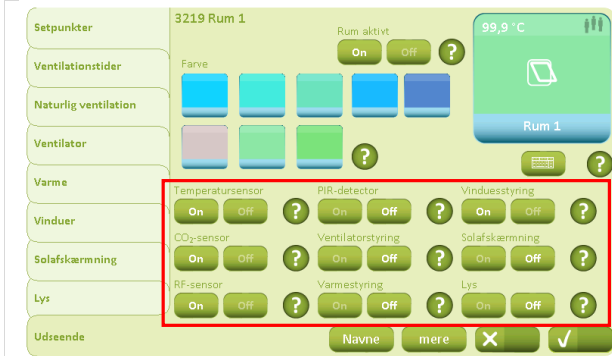 3219 Rum 1
Setpunkter
Ventilationstider
Naturlig ventilation
Ventilator
Varme
Vinduer
Solafskærmning
Lys
Udseende
Rum aktivt
On Off ?
Farve
?
99,9 °C
Rum 1
?
Temperatursensor PIR-detector Vinduesstyring
On Off ? On Off ? On Off ?
CO₂-sensor Ventilatorstyring Solafskærmning
On Off ? On Off ? On Off ?
RF-sensor Varmestyring Lys
On Off ? On Off ? On Off ?
Navne mere